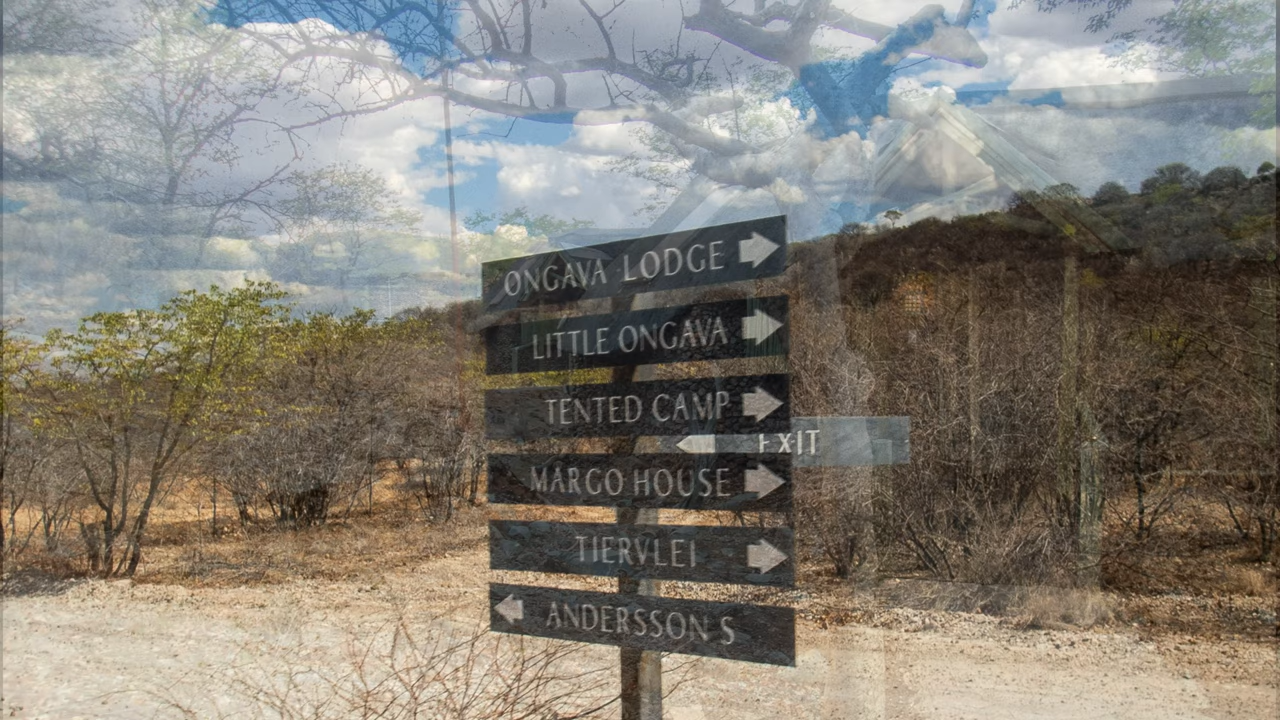 ONGAVA LODGE
LITTLE ONGAVA
TENTED CAMP
EXIT
MARGO HOUSE
TIERVLEI
ANDERSSON S